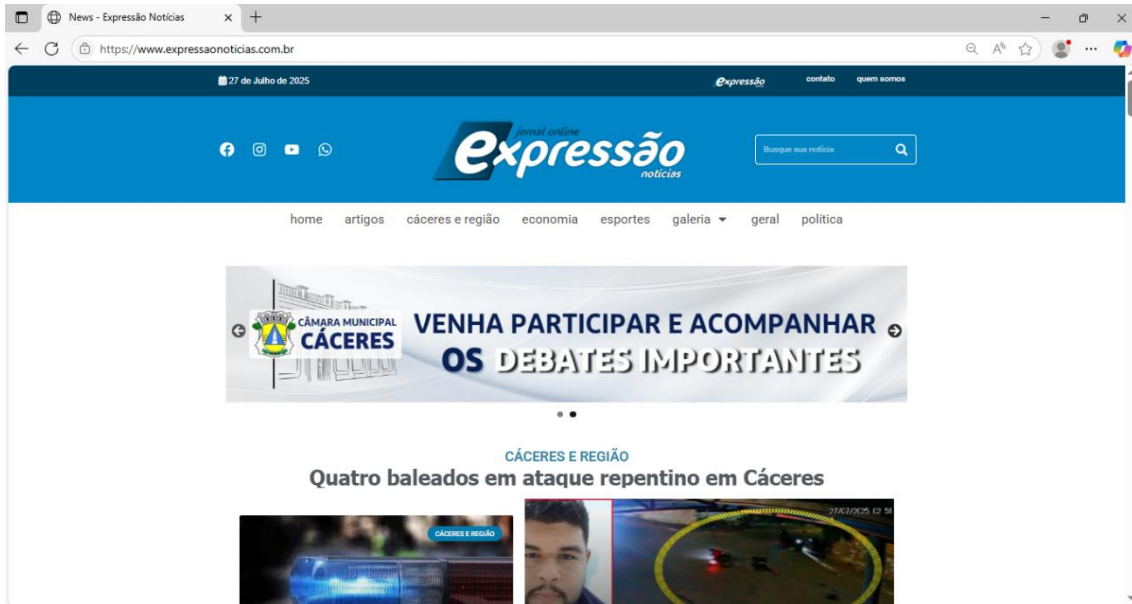 News - Expressão Notícias
https://www.expressaonoticias.com.br
27 de Julho de 2025
expressão
contato
quem somos
jornal online
expressão
notícias
Busque sua notícia
home artigos cáceres e região economia esportes galeria geral política
CÂMARA MUNICIPAL
CÁCERES
VENHA PARTICIPAR E ACOMPANHAR
OS DEBATES IMPORTANTES
CÁCERES E REGIÃO
Quatro baleados em ataque repentino em Cáceres
CÁCERES E REGIÃO
27/07/2025 02 51